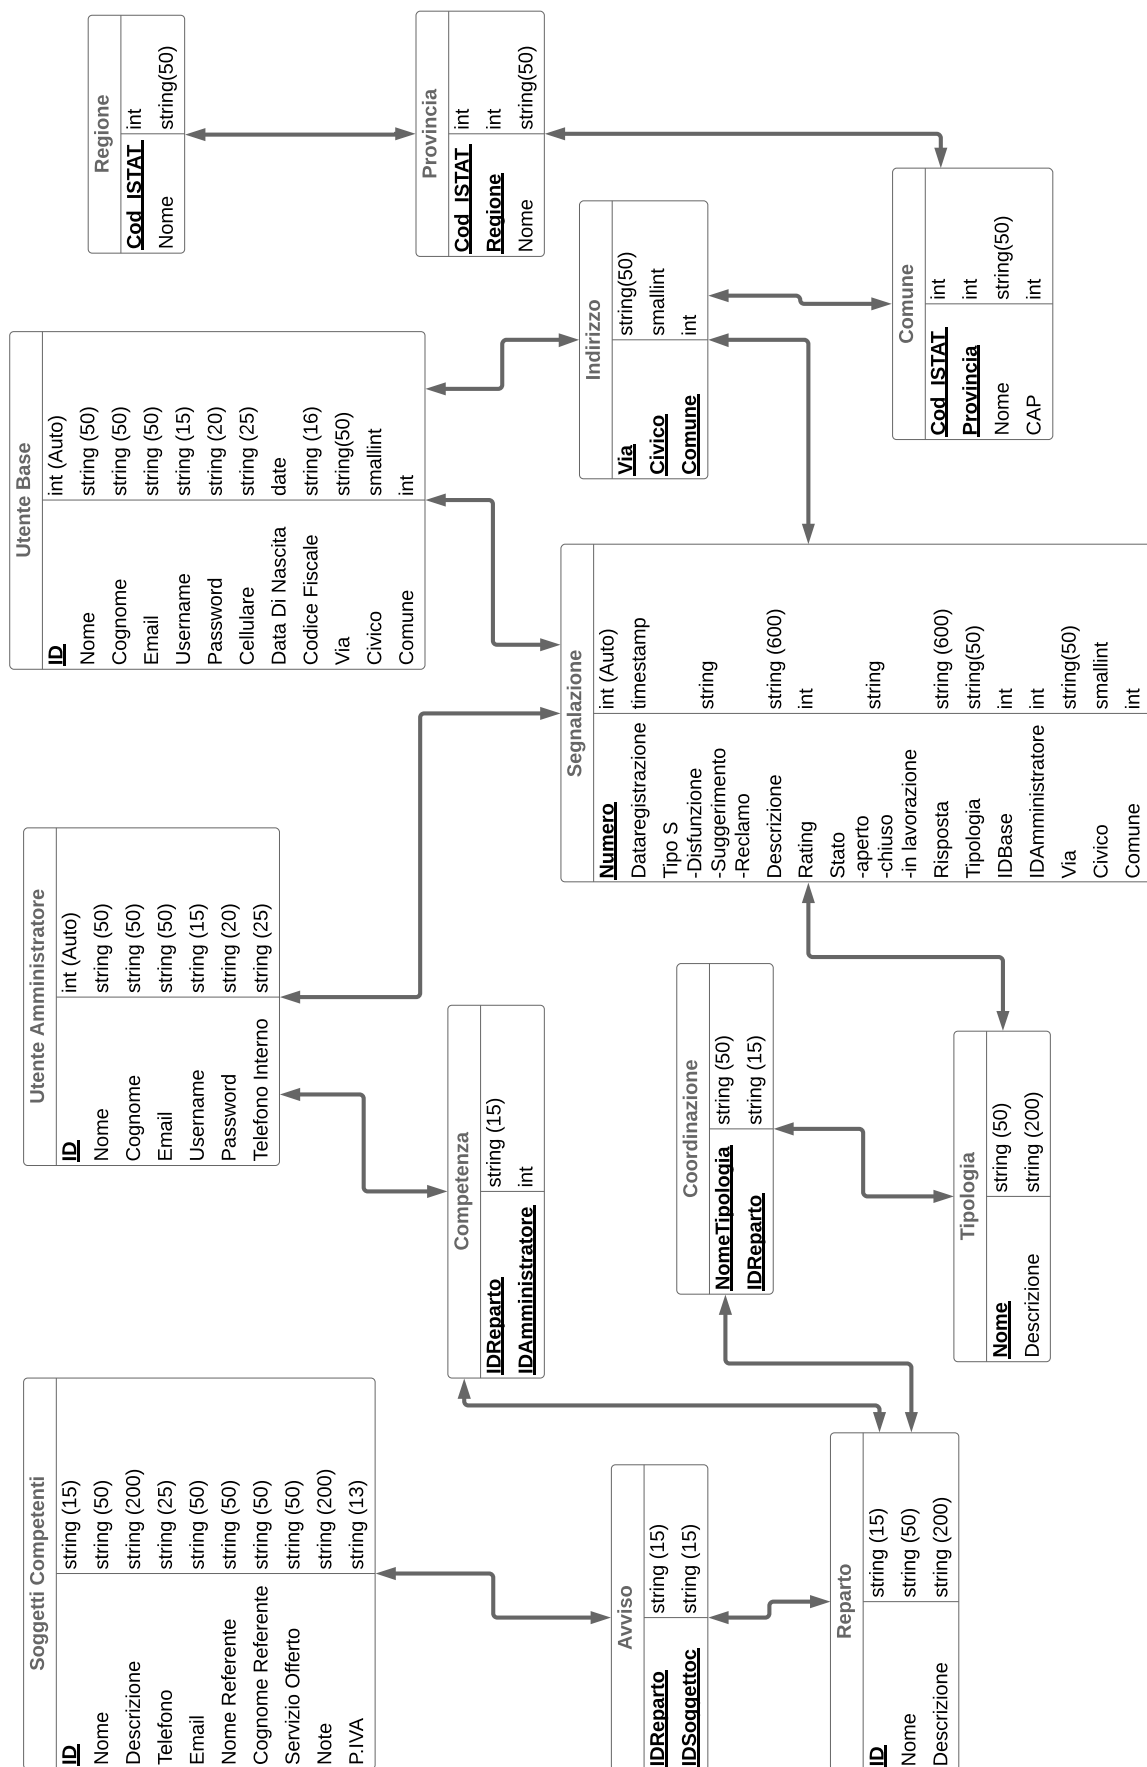 Soggetti Competenti
ID string (15)
Nome string (50)
Descrizione string (200)
Telefono string (25)
Email string (50)
Nome Referente string (50)
Cognome Referente string (50)
Servizio Offerto string (50)
Note string (200)
P.IVA string (13)
Avviso
IDReparto string (15)
IDSoggettoc string (15)
Reparto
ID string (15)
Nome string (50)
Descrizione string (200)
Utente Amministratore
ID int (Auto)
Nome string (50)
Cognome string (50)
Email string (50)
Username string (15)
Password string (20)
Telefono Interno string (25)
Competenza
IDReparto string (15)
IDAmministratore int
Coordinazione
NomeTipologia string (50)
IDReparto string (15)
Tipologia
Nome string (50)
Descrizione string (200)
Utente Base
ID int (Auto)
Nome string (50)
Cognome string (50)
Email string (50)
Username string (15)
Password string (20)
Cellulare string (25)
Data Di Nascita date
Codice Fiscale string (16)
Via string(50)
Civico smallint
Comune int
Segnalazione
Numero int (Auto)
Dataregistrazione timestamp
Tipo S
-Disfunzione string
-Suggerimento
-Reclamo
Descrizione string (600)
Rating int
Stato
-aperto
-chiuso string
-in lavorazione
Risposta string (600)
Tipologia string(50)
IDBase int
IDAmministratore int
Via string(50)
Civico smallint
Comune int
Regione
Cod_ISTAT int
Nome string(50)
Provincia
Cod_ISTAT int
Regione int
Nome string(50)
Indirizzo
Via string(50)
Civico smallint
Comune int
Comune
Cod_ISTAT int
Provincia int
Nome string(50)
CAP int